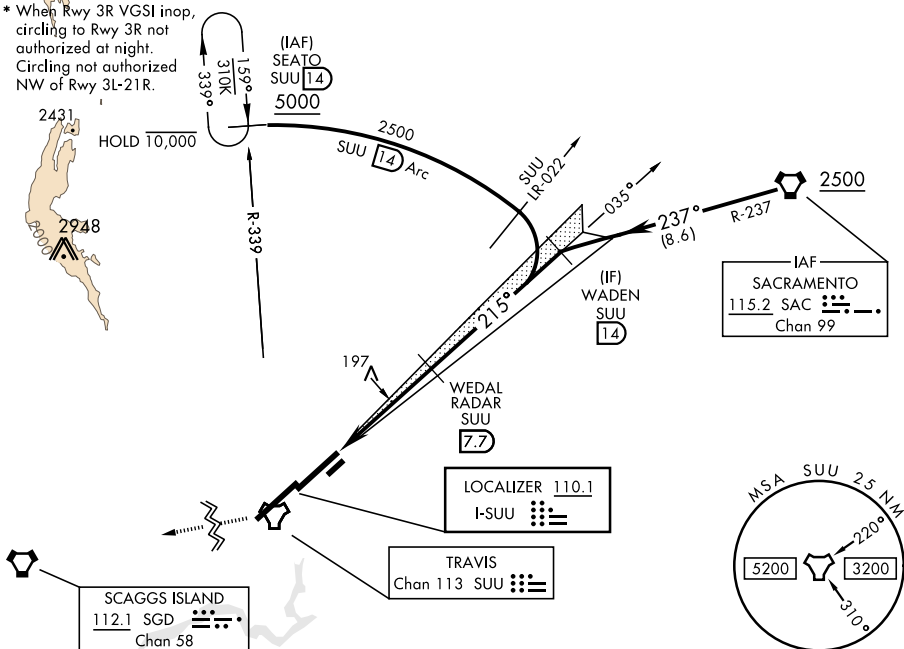 * When Rwy 3R VGSI inop,
circling to Rwy 3R not
authorized at night.
Circling not authorized
NW of Rwy 3L-21R.
2431
2000
2948
HOLD 10,000
339°
310K
159°
(IAF)
SEATO
SUU 14
5000
2500
SUU 14 Arc
R-339
SUU
LR-022
035°
237°
(8.6)
R-237
2500
IAF
SACRAMENTO
115.2 SAC
Chan 99
(IF)
WADEN
SUU
14
215°
197
WEDAL
RADAR
SUU
7.7
LOCALIZER 110.1
I-SUU
TRAVIS
Chan 113 SUU
SCAGGS ISLAND
112.1 SGD
Chan 58
MSA SUU 25 NM
220°
5200
3200
310°